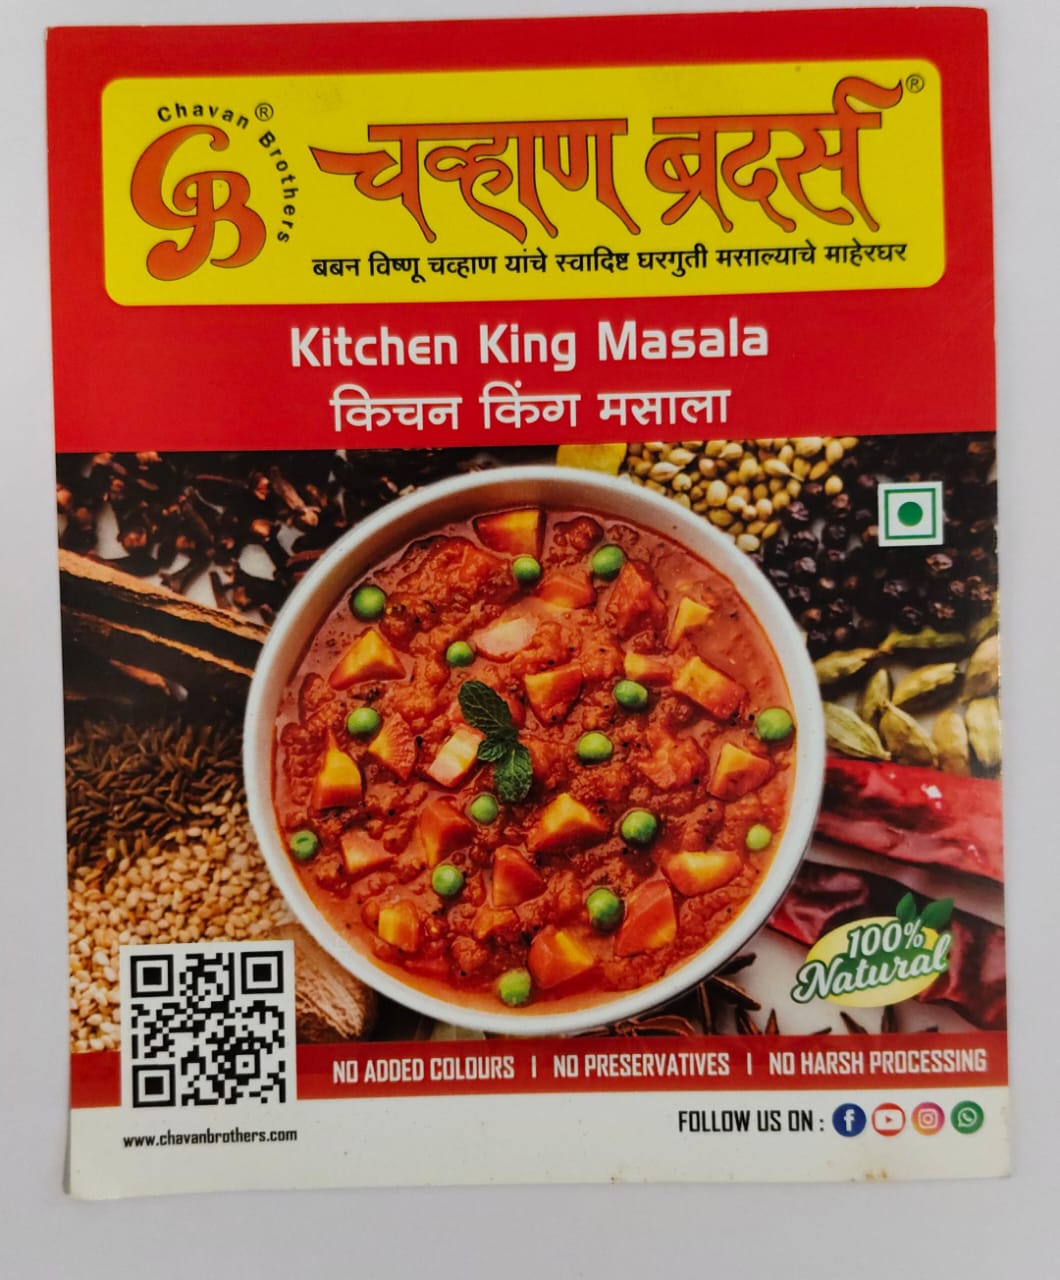 Chavan Brothers ®
CB
चव्हाण ब्रदर्स ®
बबन विष्णू चव्हाण यांचे स्वादिष्ट घरगुती मसाल्याचे माहेरघर
Kitchen King Masala
किचन किंग मसाला
100%
Natural
NO ADDED COLOURS | NO PRESERVATIVES | NO HARSH PROCESSING
FOLLOW US ON :
www.chavanbrothers.com